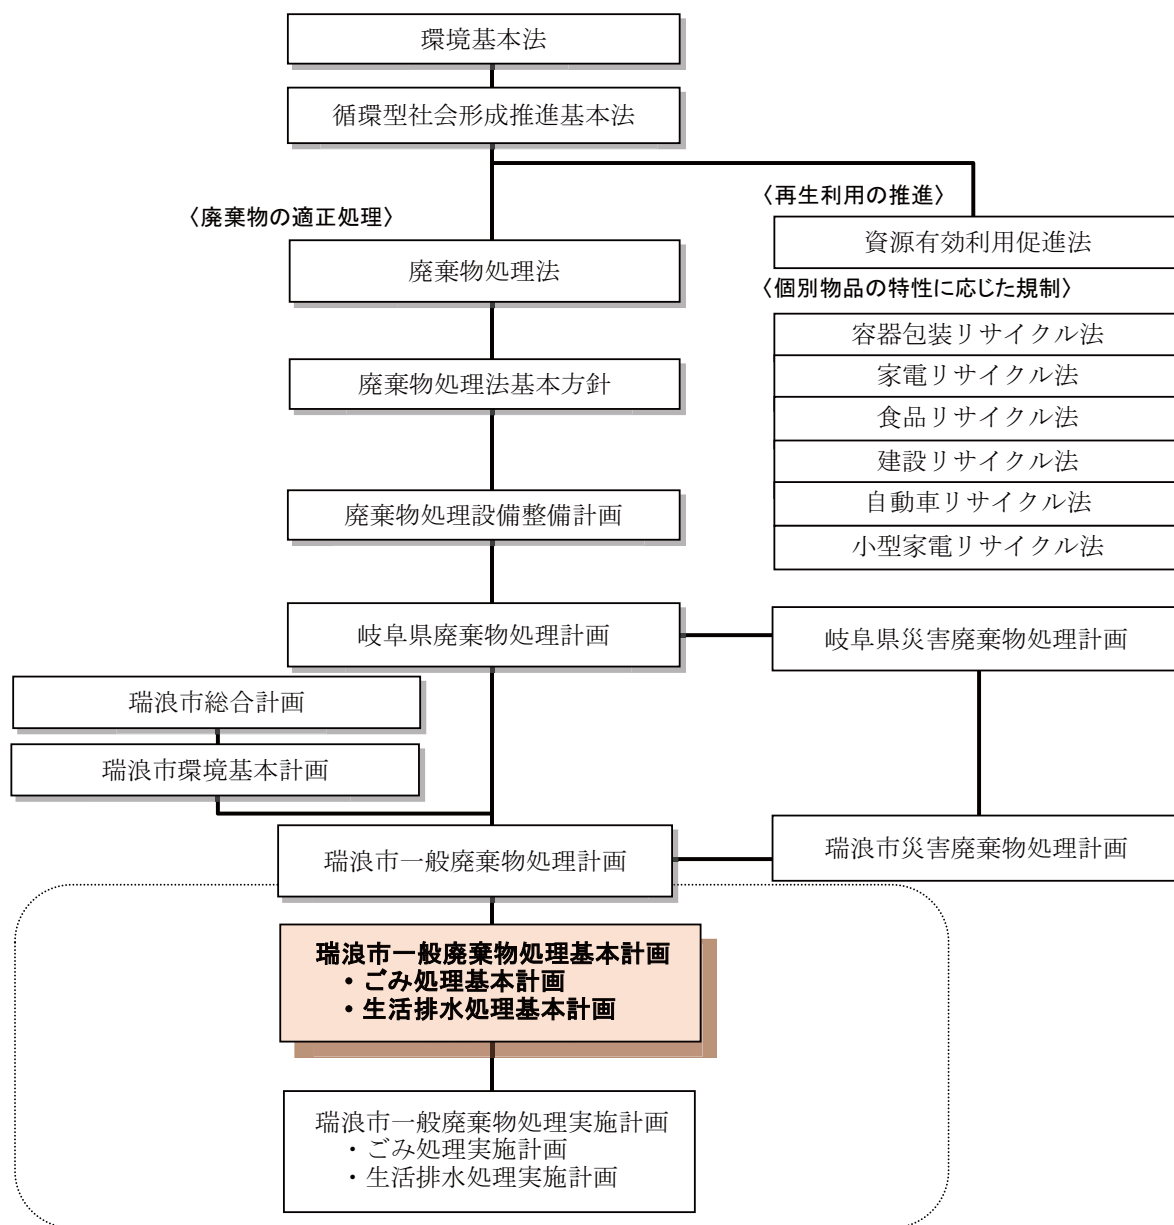 環境基本法
循環型社会形成推進基本法
〈再生利用の推進〉
〈廃棄物の適正処理〉
資源有効利用促進法
廃棄物処理法
〈個別物品の特性に応じた規制〉
容器包装リサイクル法
廃棄物処理法基本方針
家電リサイクル法
食品リサイクル法
建設リサイクル法
廃棄物処理設備整備計画
自動車リサイクル法
小型家電リサイクル法
岐阜県廃棄物処理計画
岐阜県災害廃棄物処理計画
瑞浪市総合計画
瑞浪市環境基本計画
瑞浪市一般廃棄物処理計画
瑞浪市災害廃棄物処理計画
瑞浪市一般廃棄物処理基本計画
・ごみ処理基本計画
・生活排水処理基本計画
瑞浪市一般廃棄物処理実施計画
・ごみ処理実施計画
・生活排水処理実施計画